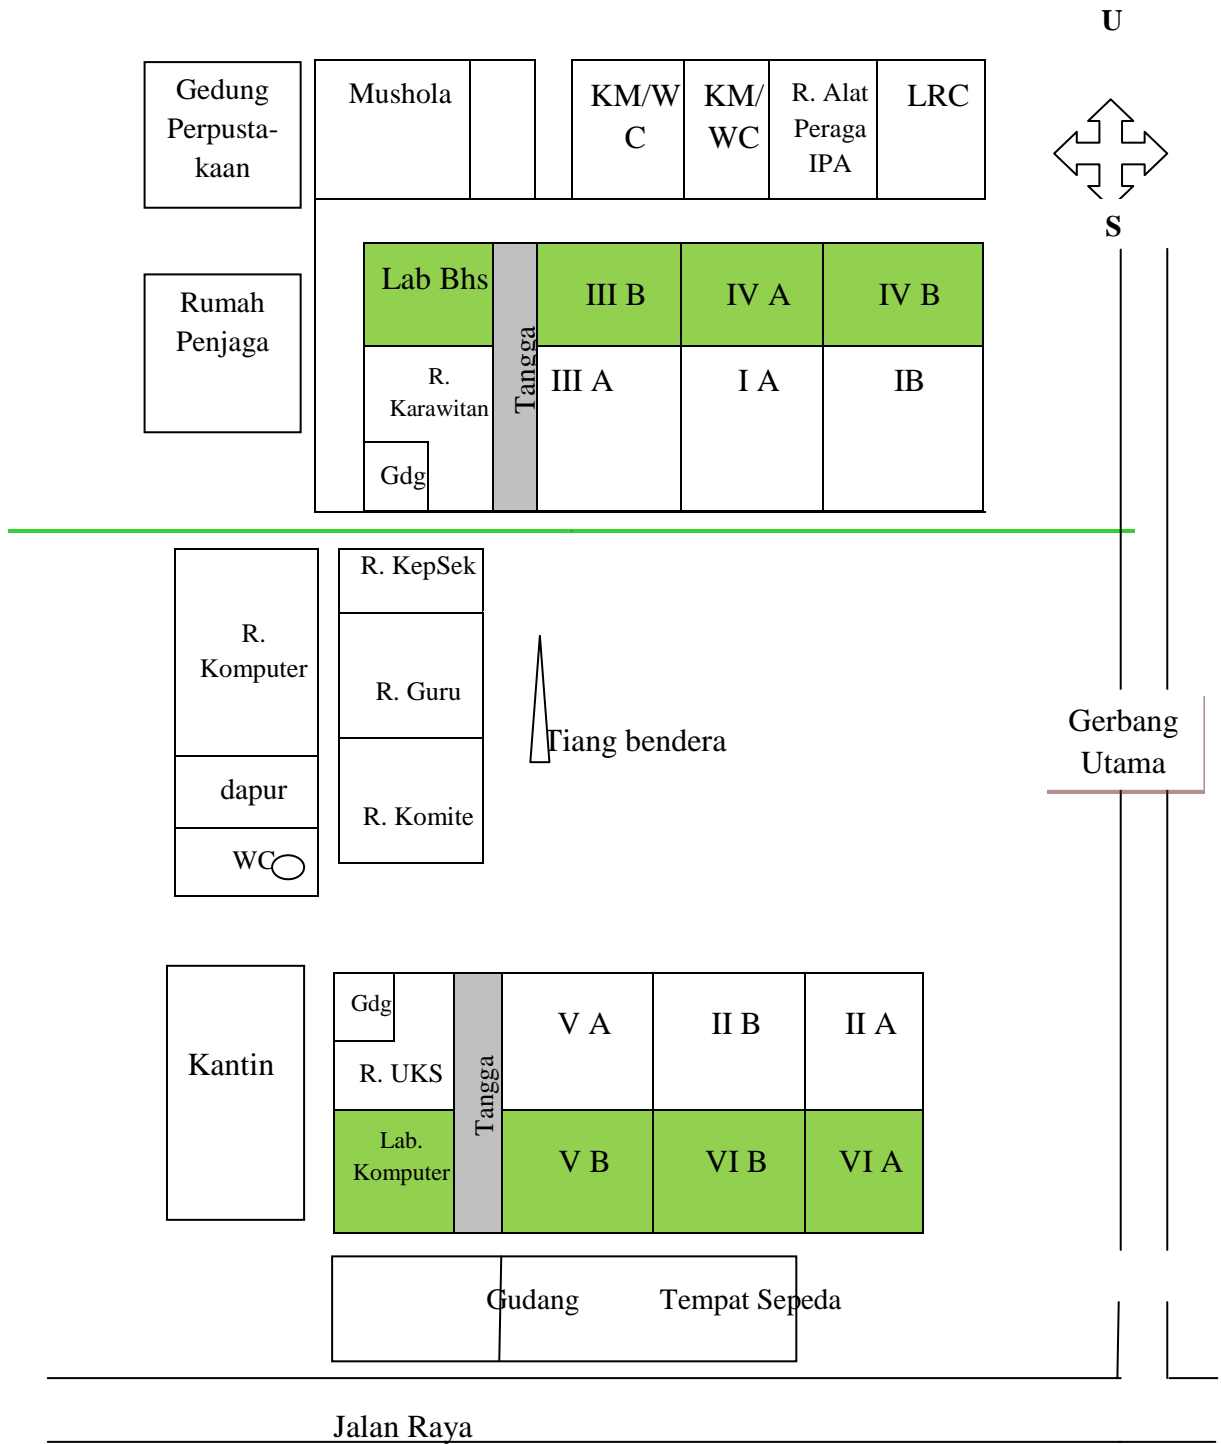 U
Gedung
Perpusta-
kaan
Mushola
KM/W
C
KM/
WC
R. Alat
Peraga
IPA
LRC
S
Rumah
Penjaga
Lab Bhs
Tangga
III B
IV A
IV B
R.
Karawitan
III A
I A
IB
Gdg
R.
Komputer
dapur
WC
R. KepSek
R. Guru
R. Komite
Tiang bendera
Gerbang
Utama
Kantin
Gdg
R. UKS
Tangga
V A
II B
II A
Lab.
Komputer
V B
VI B
VI A
Gudang
Tempat Sepeda
Jalan Raya